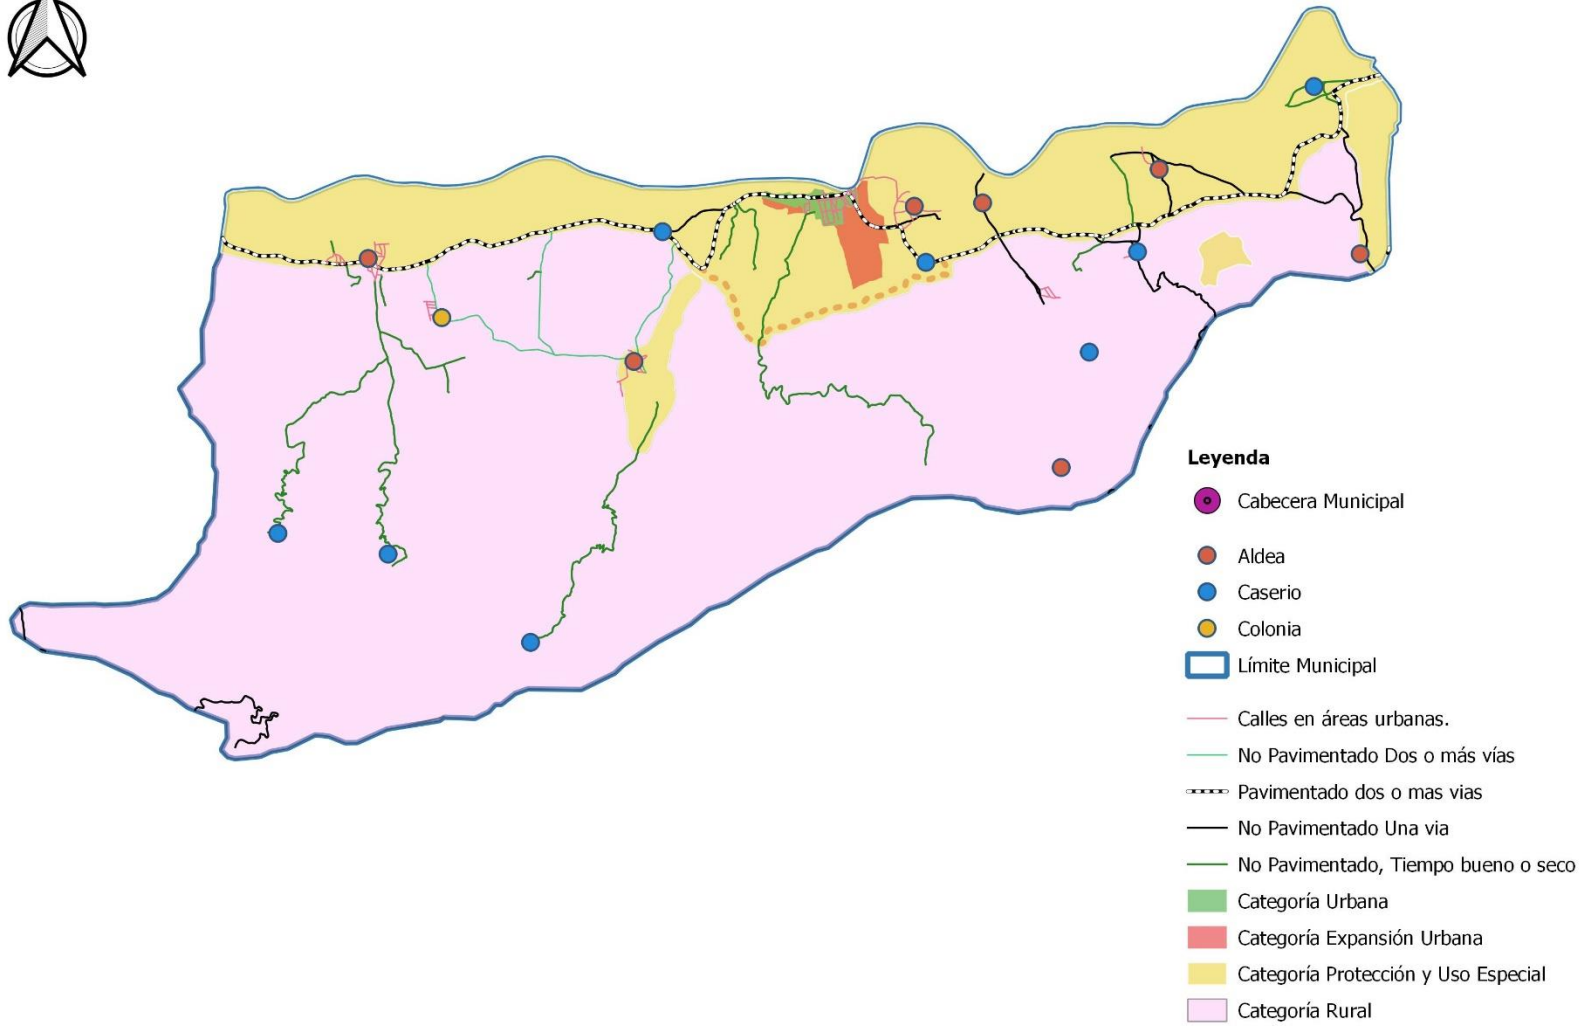 Leyenda
Cabecera Municipal
Aldea
Caserio
Colonia
Límite Municipal
Calles en áreas urbanas.
No Pavimentado Dos o más vías
Pavimentado dos o mas vias
No Pavimentado Una via
No Pavimentado, Tiempo bueno o seco
Categoría Urbana
Categoría Expansión Urbana
Categoría Protección y Uso Especial
Categoría Rural